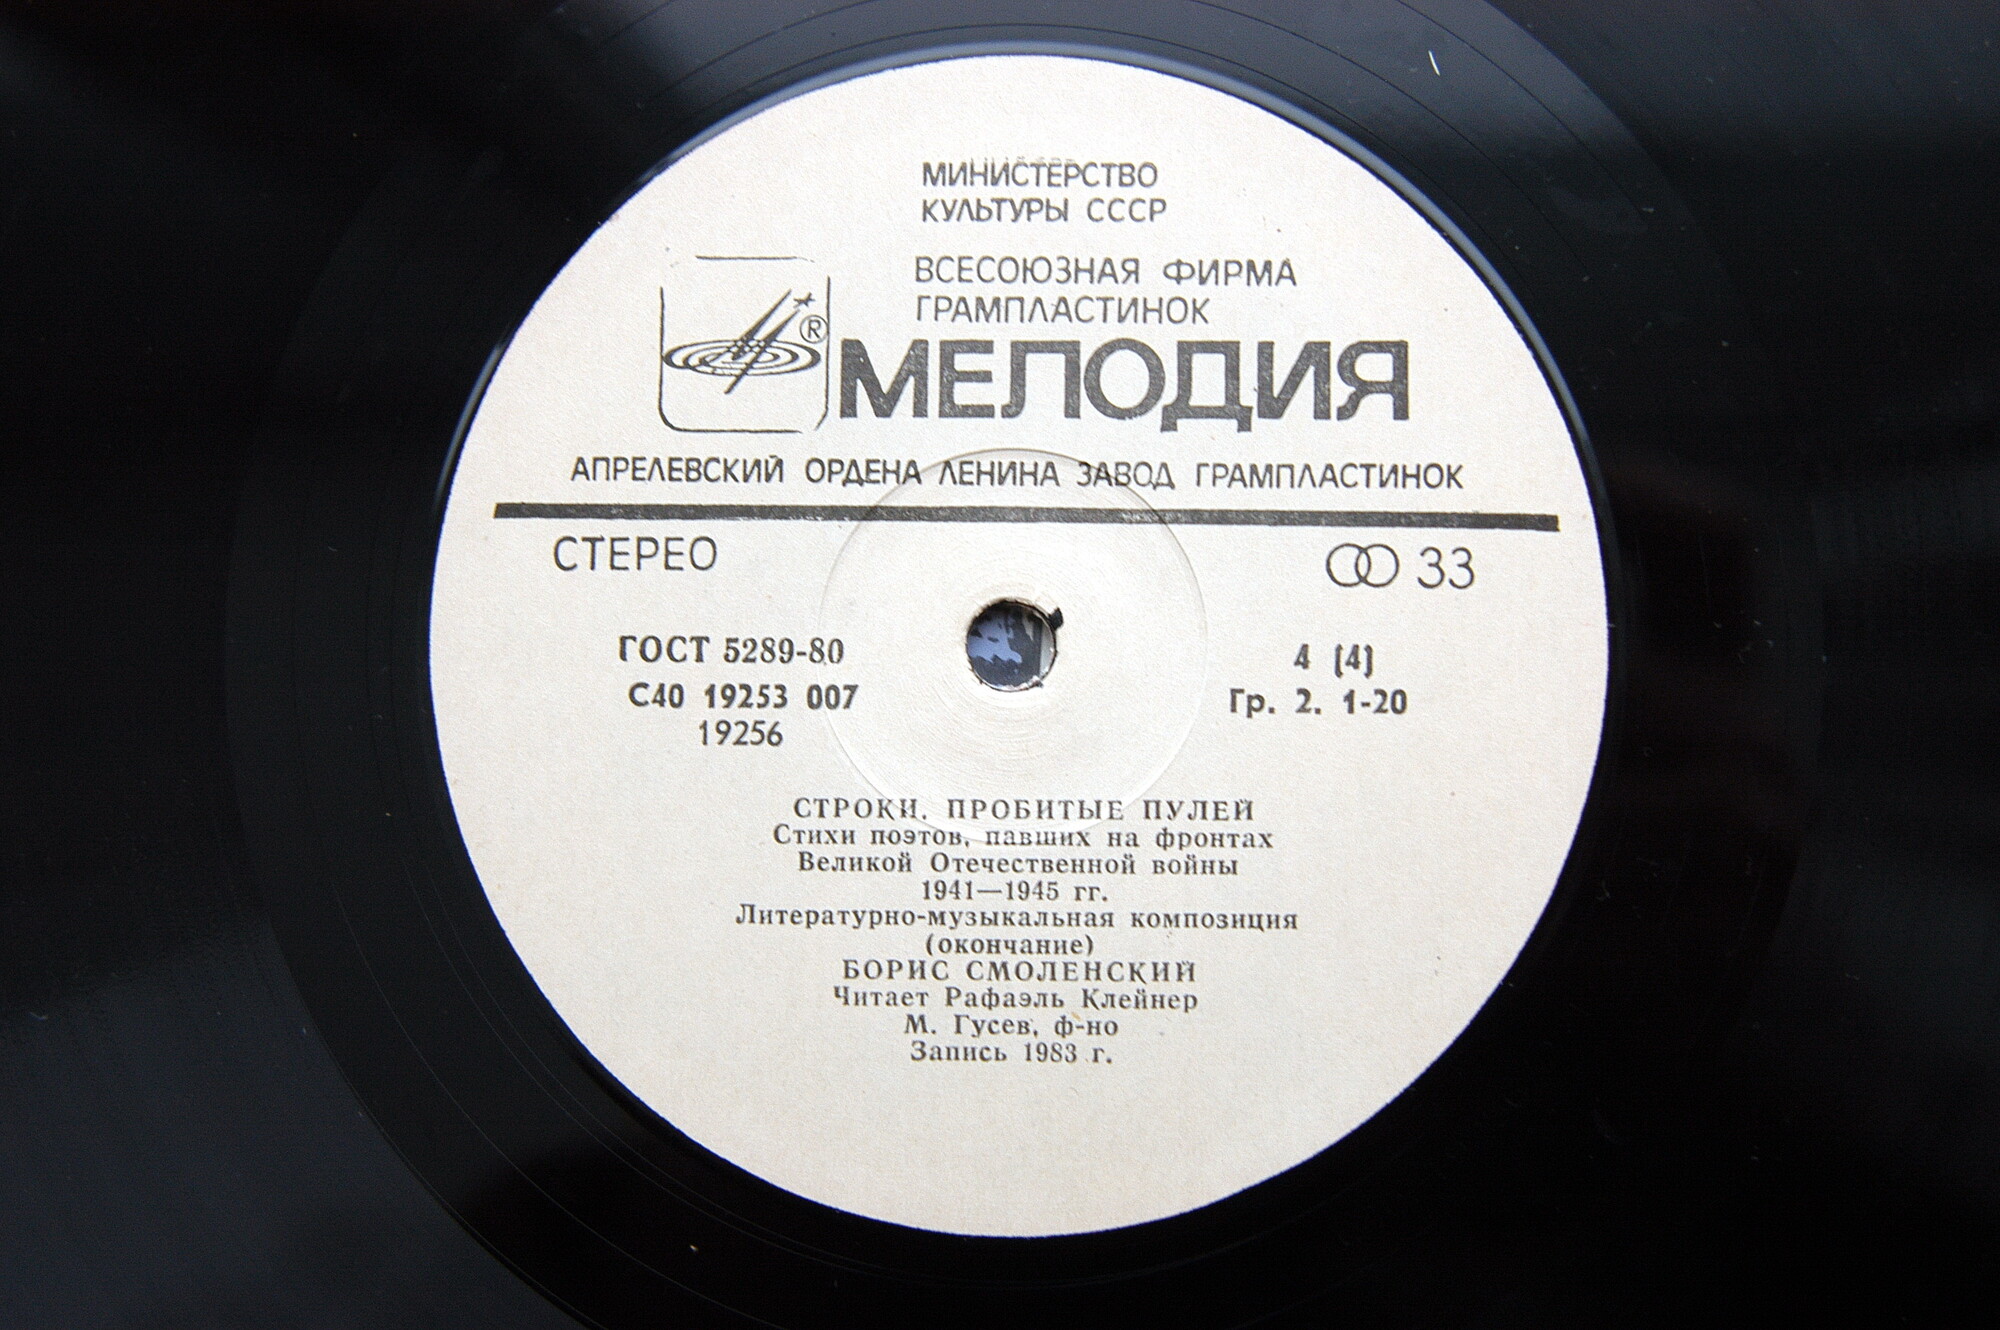 МИНИСТЕРСТВО
КУЛЬТУРЫ СССР
ВСЕСОЮЗНАЯ ФИРМА
ГРАМПЛАСТИНОК
®
МЕЛОДИЯ
АПРЕЛЕВСКИЙ ОРДЕНА ЛЕНИНА ЗАВОД ГРАМПЛАСТИНОК
СТЕРЕО
33
ГОСТ 5289-80
4 (4)
С40 19253 007
Гр. 2. 1-20
19256
СТРОКИ, ПРОБИТЫЕ ПУЛЕЙ
Стихи поэтов, павших на фронтах
Великой Отечественной войны
1941—1945 гг.
Литературно-музыкальная композиция
(окончание)
БОРИС СМОЛЕНСКИЙ
Читает Рафаэль Клейнер
М. Гусев, ф-но
Запись 1983 г.